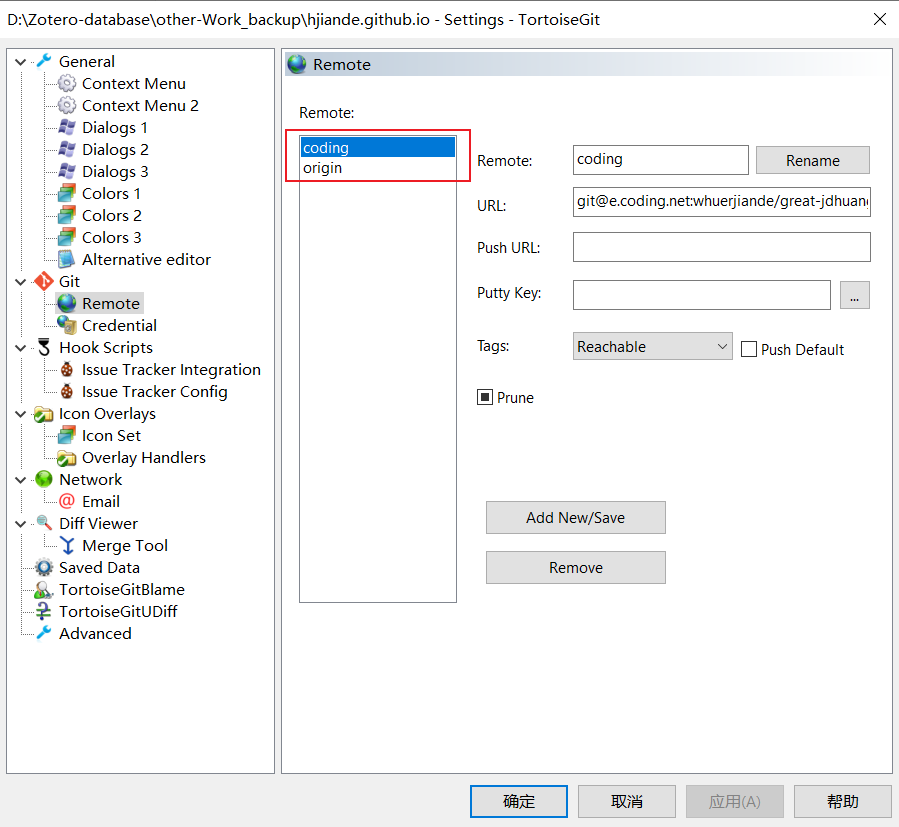 D:\Zotero-database\other-Work_backup\hjiande.github.io - Settings - TortoiseGit
General
Context Menu
Context Menu 2
Dialogs 1
Dialogs 2
Dialogs 3
Colors 1
Colors 2
Colors 3
Alternative editor
Git
Remote
Credential
Hook Scripts
Issue Tracker Integration
Issue Tracker Config
Icon Overlays
Icon Set
Overlay Handlers
Network
Email
Diff Viewer
Merge Tool
Saved Data
TortoiseGitBlame
TortoiseGitUDiff
Advanced
Remote
Remote:
coding
origin
Remote: coding Rename
URL: git@e.coding.net:whuerjiande/great-jdhuang
Push URL:
Putty Key: ...
Tags: Reachable Push Default
Prune
Add New/Save
Remove
确定 取消 应用(A) 帮助